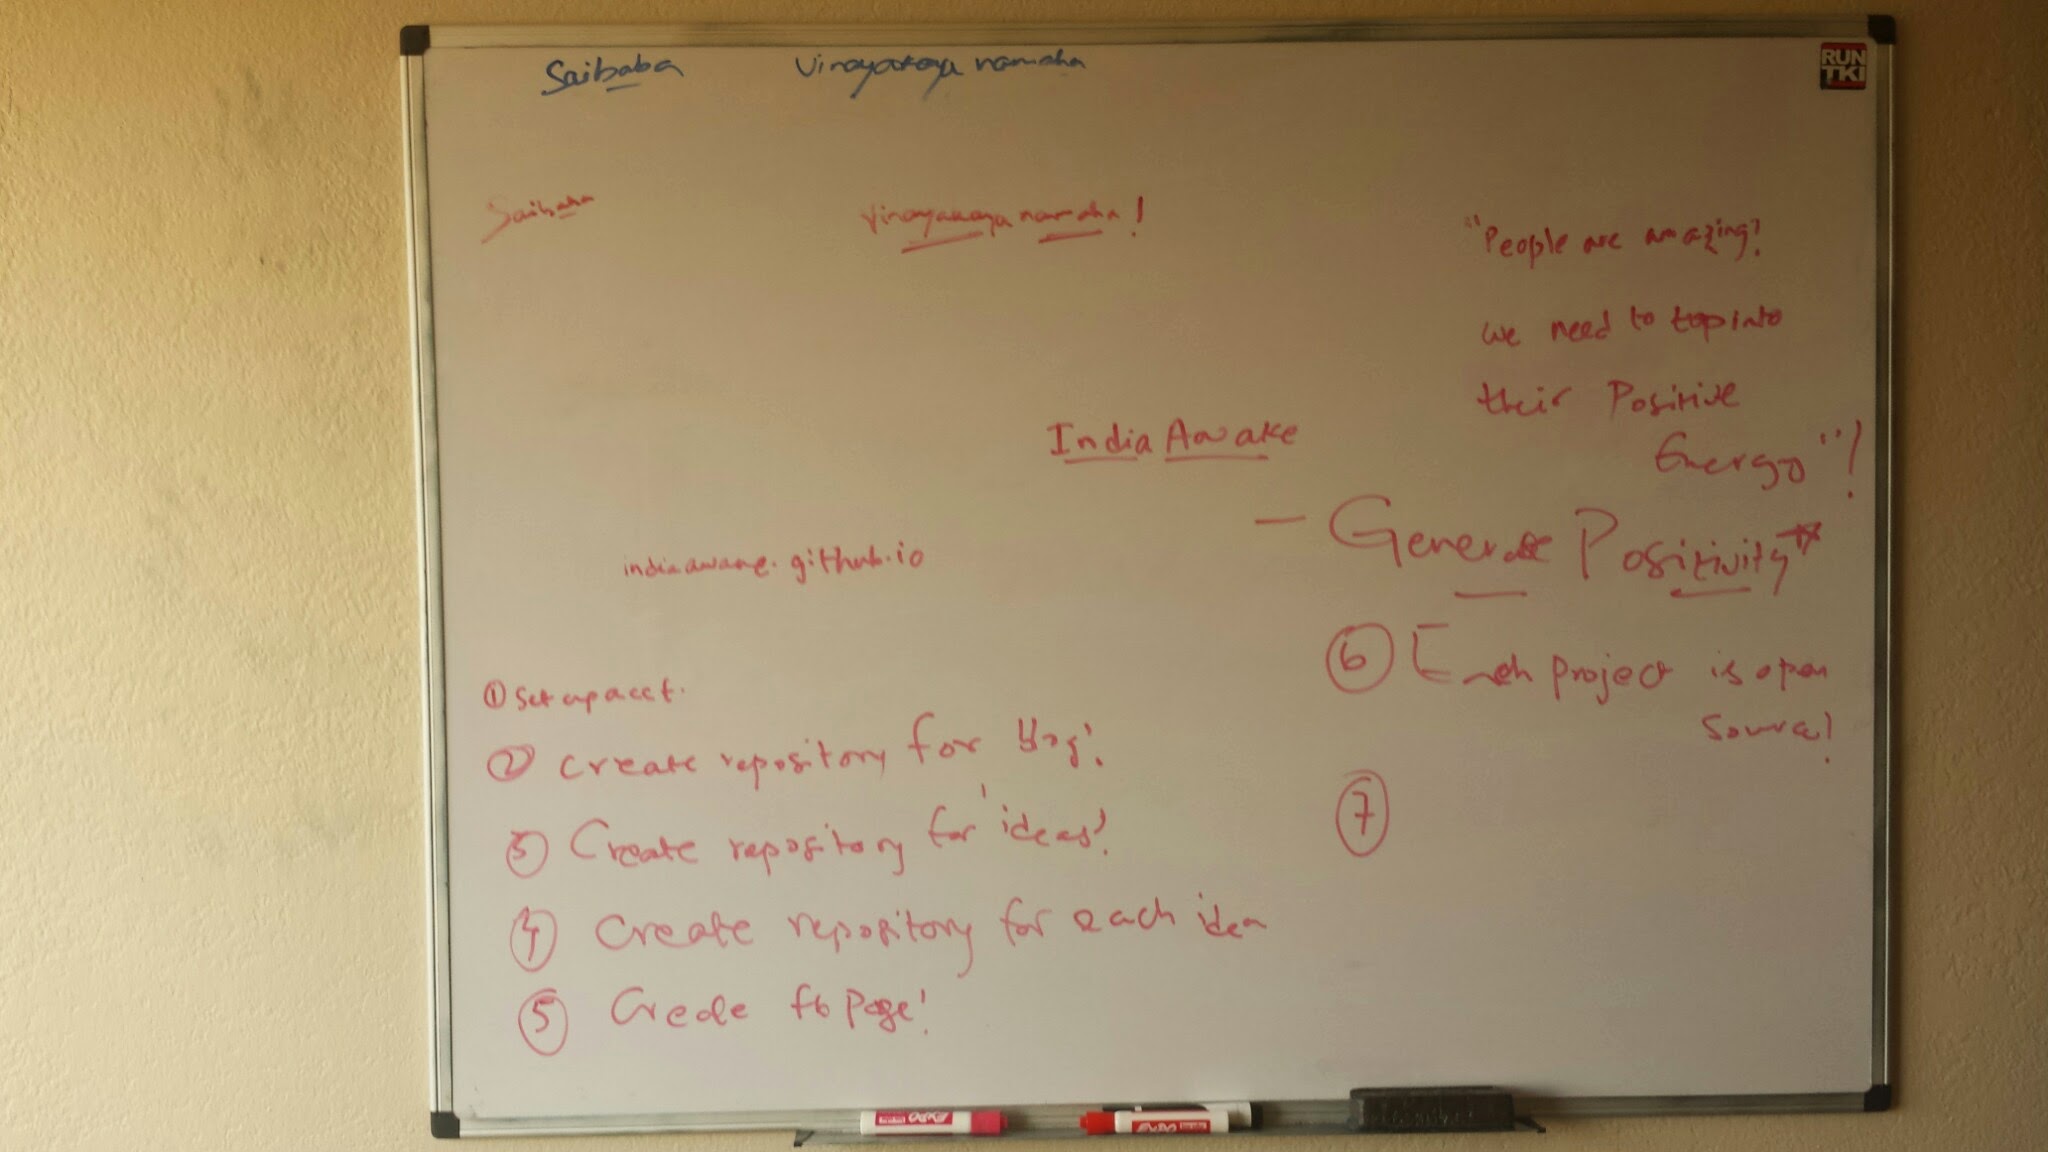 Saibaba Vinayakaya namaha
RUN
TKI
Saibaba Vinayakaya namaha!
"People are amazing!
we need to tap into
their Positive
Energy"!
India Awake
- Generate Positivity
indiaawake.github.io
① Set up acct.
② Create repository for blog!
③ Create repository for 'ideas!
④ Create repository for each idea
⑤ Create fb page!
⑥ Each project is open
source!
⑦
EXPO
EXPO